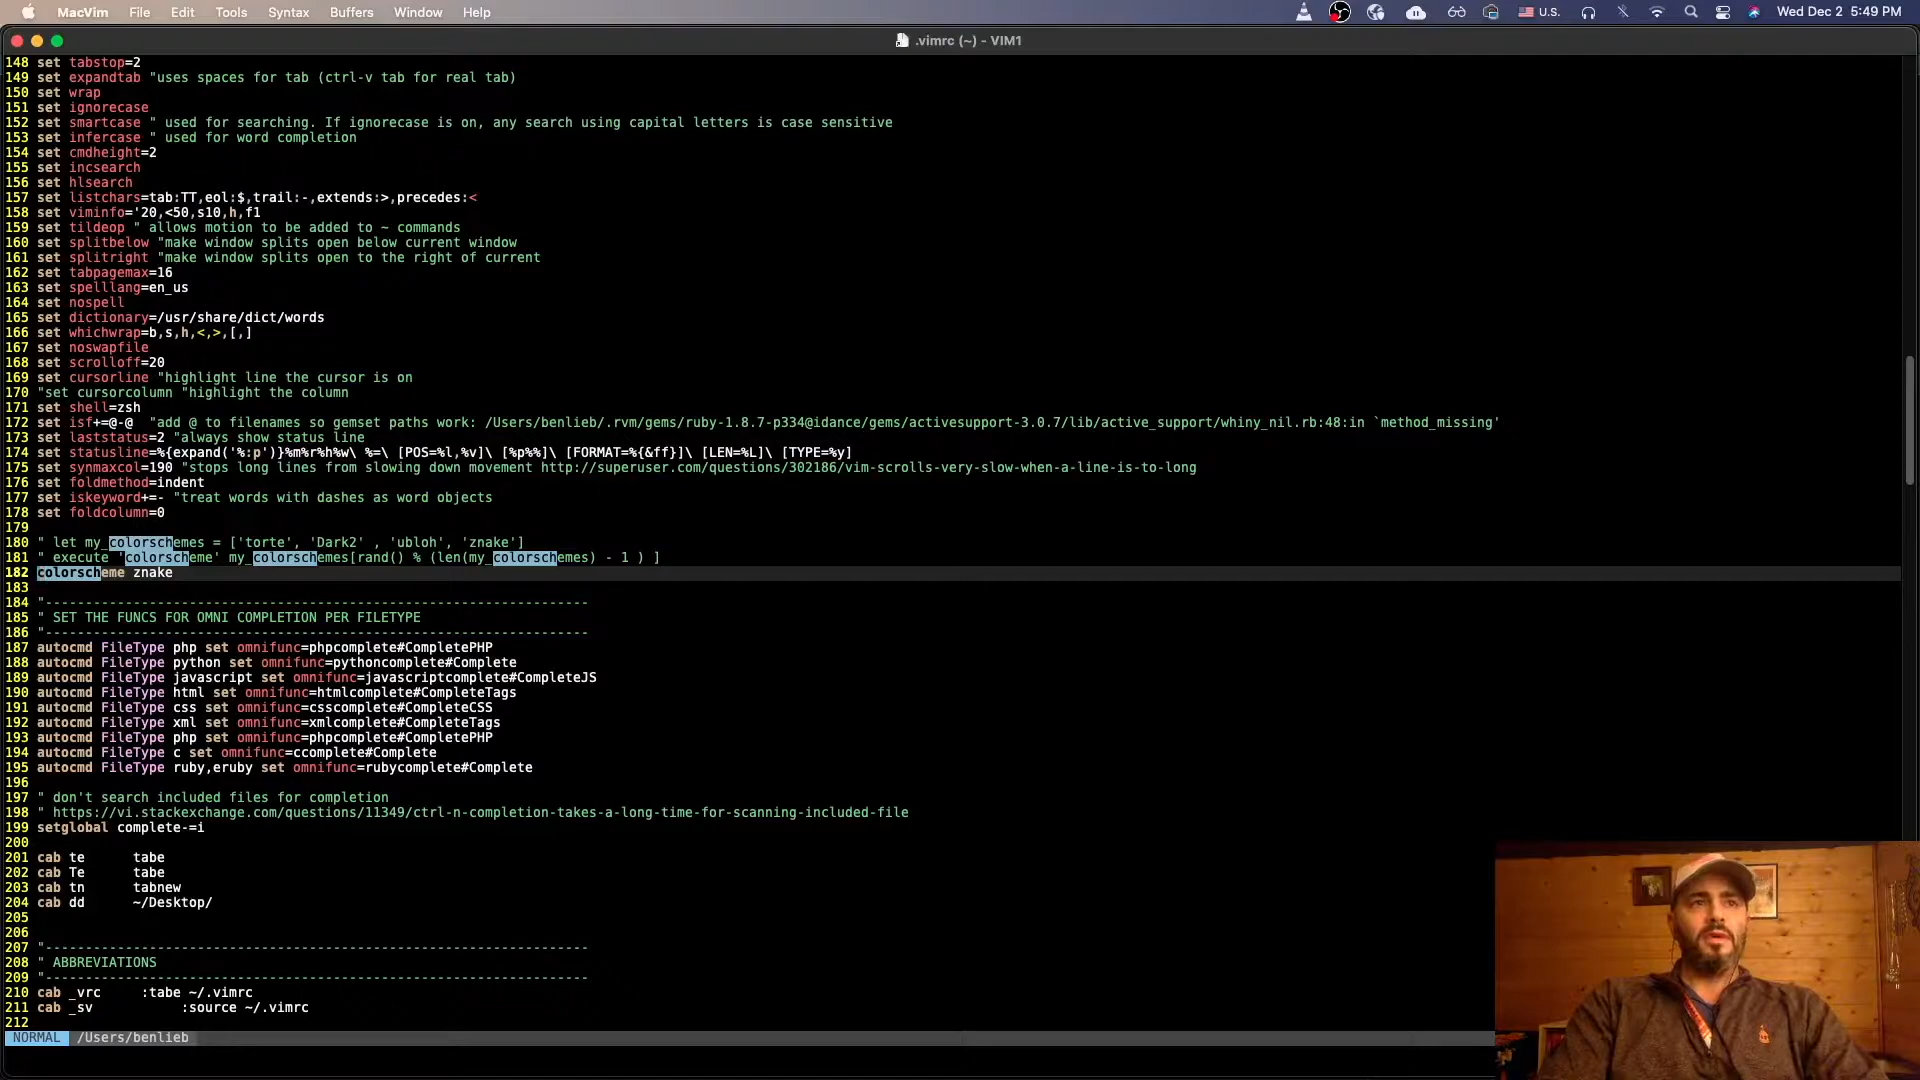 MacVim File Edit Tools Syntax Buffers Window Help U.S. Wed Dec 2 5:49 PM
.vimrc (~) - VIM1
148 set tabstop=2
149 set expandtab "uses spaces for tab (ctrl-v tab for real tab)
150 set wrap
151 set ignorecase
152 set smartcase " used for searching. If ignorecase is on, any search using capital letters is case sensitive
153 set infercase " used for word completion
154 set cmdheight=2
155 set incsearch
156 set hlsearch
157 set listchars=tab:TT,eol:$,trail:-,extends:>,precedes:<
158 set viminfo='20,<50,s10,h,f1
159 set tildeop " allows motion to be added to ~ commands
160 set splitbelow "make window splits open below current window
161 set splitright "make window splits open to the right of current
162 set tabpagemax=16
163 set spelllang=en_us
164 set nospell
165 set dictionary=/usr/share/dict/words
166 set whichwrap=b,s,h,<,>,[,]
167 set noswapfile
168 set scrolloff=20
169 set cursorline "highlight line the cursor is on
170 "set cursorcolumn "highlight the column
171 set shell=zsh
172 set isf+=@-@  "add @ to filenames so gemset paths work: /Users/benlieb/.rvm/gems/ruby-1.8.7-p334@idance/gems/activesupport-3.0.7/lib/active_support/whiny_nil.rb:48:in `method_missing'
173 set laststatus=2 "always show status line
174 set statusline=%{expand('%:p')}%m%r%h%w\ %=\ [POS=%l,%v]\ [%p%%]\ [FORMAT=%{&ff}]\ [LEN=%L]\ [TYPE=%y]
175 set synmaxcol=190 "stops long lines from slowing down movement http://superuser.com/questions/302186/vim-scrolls-very-slow-when-a-line-is-to-long
176 set foldmethod=indent
177 set iskeyword+=- "treat words with dashes as word objects
178 set foldcolumn=0
179
180 " let my_colorschemes = ['torte', 'Dark2' , 'ubloh', 'znake']
181 " execute 'colorscheme' my_colorschemes[rand() % (len(my_colorschemes) - 1 ) ]
182 colorscheme znake
183
184 "--------------------------------------------------------------------
185 " SET THE FUNCS FOR OMNI COMPLETION PER FILETYPE
186 "--------------------------------------------------------------------
187 autocmd FileType php set omnifunc=phpcomplete#CompletePHP
188 autocmd FileType python set omnifunc=pythoncomplete#Complete
189 autocmd FileType javascript set omnifunc=javascriptcomplete#CompleteJS
190 autocmd FileType html set omnifunc=htmlcomplete#CompleteTags
191 autocmd FileType css set omnifunc=csscomplete#CompleteCSS
192 autocmd FileType xml set omnifunc=xmlcomplete#CompleteTags
193 autocmd FileType php set omnifunc=phpcomplete#CompletePHP
194 autocmd FileType c set omnifunc=ccomplete#Complete
195 autocmd FileType ruby,eruby set omnifunc=rubycomplete#Complete
196
197 " don't search included files for completion
198 " https://vi.stackexchange.com/questions/11349/ctrl-n-completion-takes-a-long-time-for-scanning-included-file
199 setglobal complete-=i
200
201 cab te      tabe
202 cab Te      tabe
203 cab tn      tabnew
204 cab dd      ~/Desktop/
205
206
207 "--------------------------------------------------------------------
208 " ABBREVIATIONS
209 "--------------------------------------------------------------------
210 cab _vrc     :tabe ~/.vimrc
211 cab _sv           :source ~/.vimrc
212
NORMAL /Users/benlieb